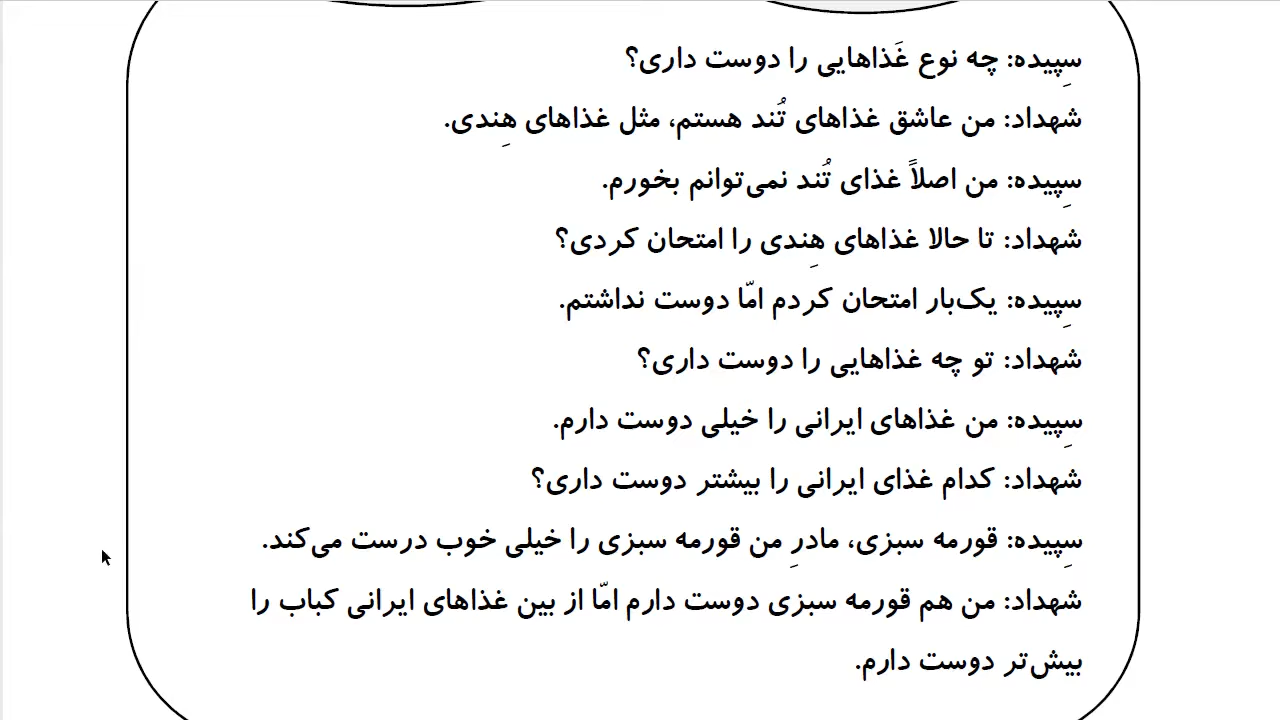 سِپیده: چه نوع غَذاهایی را دوست داری؟
شهداد: من عاشق غذاهای تُند هستم، مثل غذاهای هِندی.
سِپیده: من اصلاً غذای تُند نمی‌توانم بخورم.
شهداد: تا حالا غذاهای هِندی را امتحان کردی؟
سِپیده: یک‌بار امتحان کردم امّا دوست نداشتم.
شهداد: تو چه غذاهایی را دوست داری؟
سِپیده: من غذاهای ایرانی را خیلی دوست دارم.
شهداد: کدام غذای ایرانی را بیشتر دوست داری؟
سِپیده: قورمه سبزی، مادرِ من قورمه سبزی را خیلی خوب درست می‌کند.
شهداد: من هم قورمه سبزی دوست دارم امّا از بین غذاهای ایرانی کباب را
بیش‌تر دوست دارم.